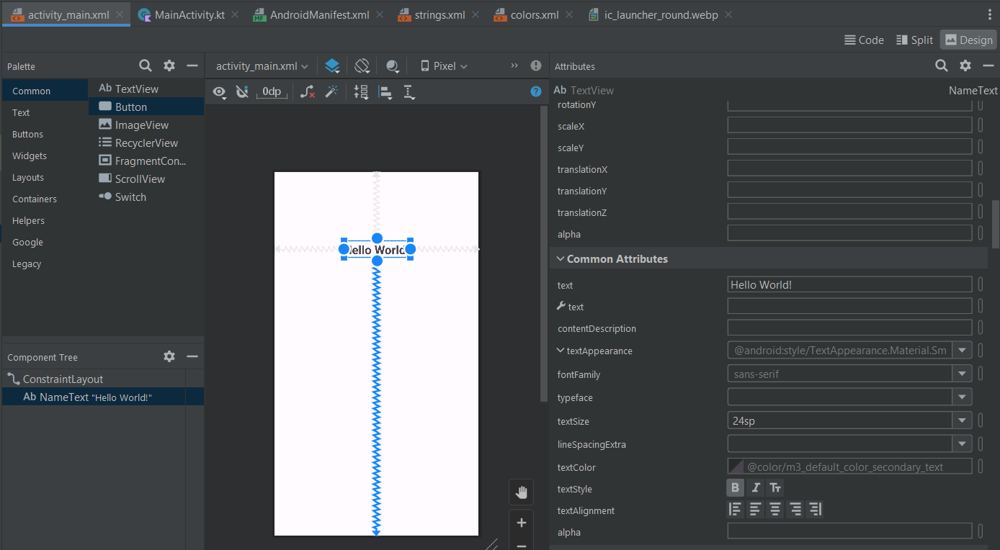 activity_main.xml MainActivity.kt AndroidManifest.xml strings.xml colors.xml ic_launcher_round.webp
Code Split Design
Palette
Common
Text
Buttons
Widgets
Layouts
Containers
Helpers
Google
Legacy
Ab TextView
Button
ImageView
RecyclerView
FragmentCon...
ScrollView
Switch
Component Tree
ConstraintLayout
Ab NameText "Hello World!"
activity_main.xml Pixel
0dp
ello World
Attributes
Ab TextView NameText
rotationY
scaleX
scaleY
translationX
translationY
translationZ
alpha
Common Attributes
text Hello World!
text
contentDescription
textAppearance @android:style/TextAppearance.Material.Sm
fontFamily sans-serif
typeface
textSize 24sp
lineSpacingExtra
textColor @color/m3_default_color_secondary_text
textStyle B I Tт
textAlignment
alpha